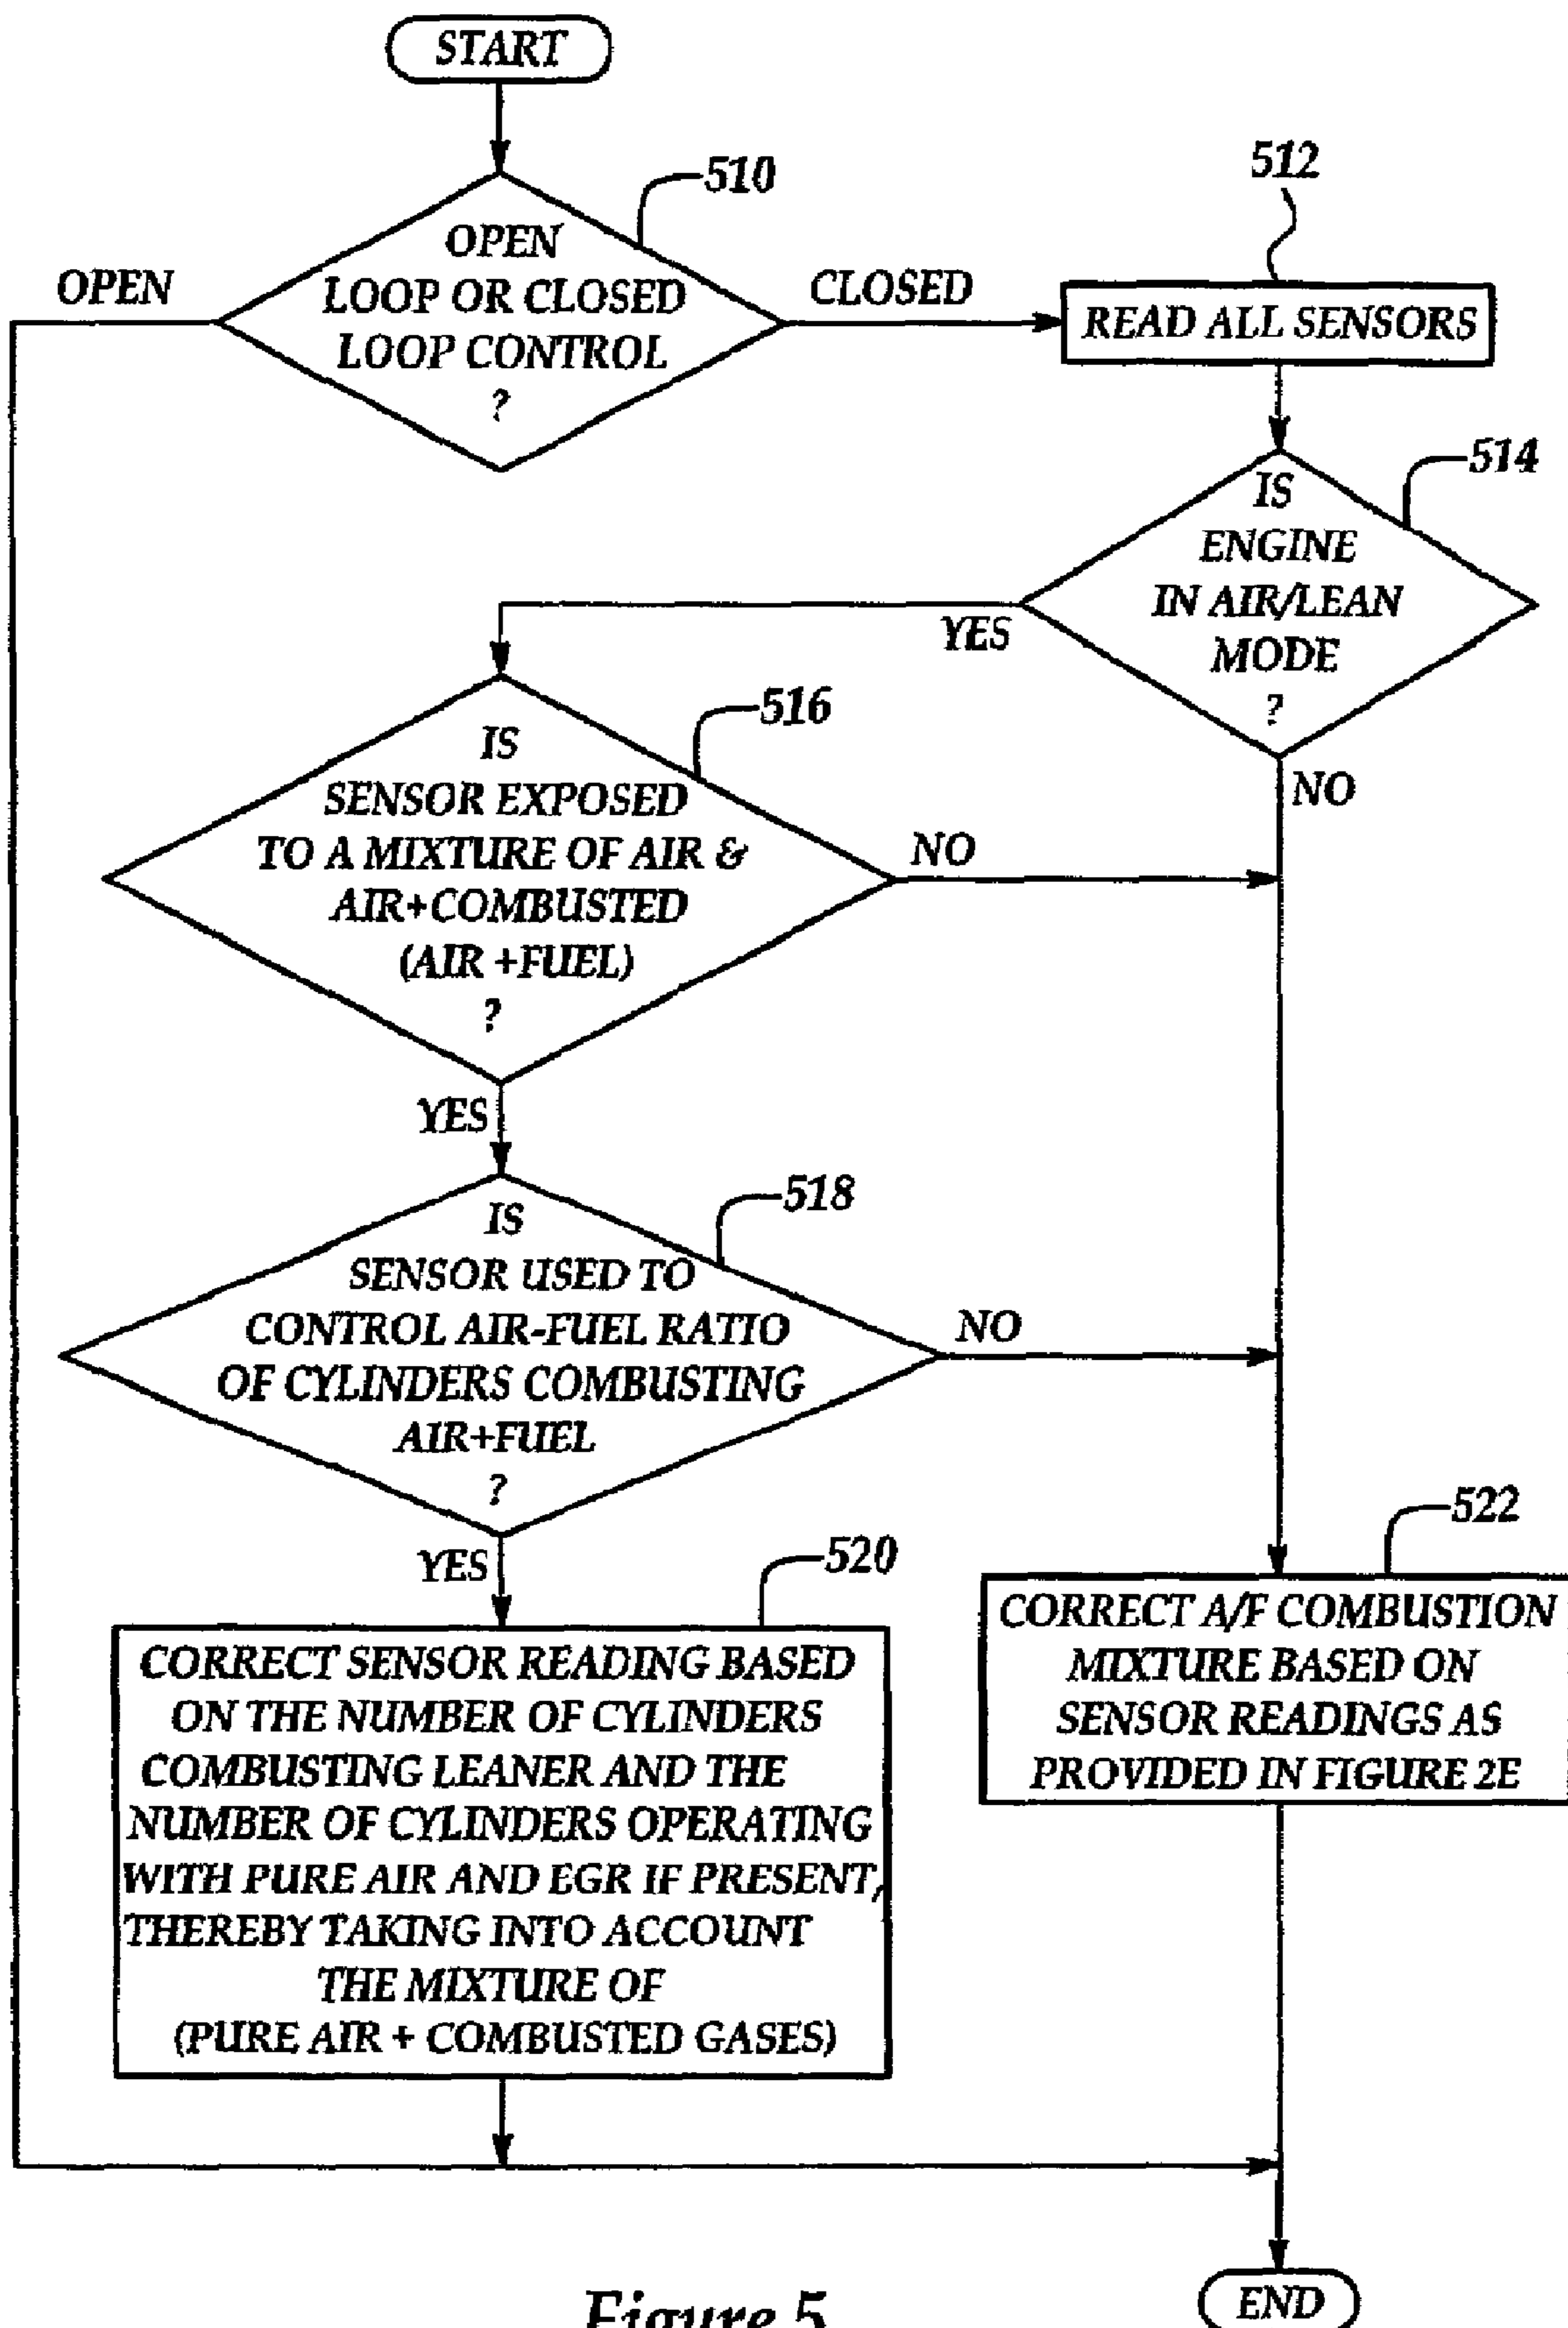 START
510
OPEN
LOOP OR CLOSED
LOOP CONTROL
?
OPEN
CLOSED
512
READ ALL SENSORS
514
IS
ENGINE
IN AIR/LEAN
MODE
?
YES
NO
516
IS
SENSOR EXPOSED
TO A MIXTURE OF AIR &
AIR+COMBUSTED
(AIR +FUEL)
?
NO
YES
518
IS
SENSOR USED TO
CONTROL AIR-FUEL RATIO
OF CYLINDERS COMBUSTING
AIR+FUEL
?
NO
YES
520
CORRECT SENSOR READING BASED
ON THE NUMBER OF CYLINDERS
COMBUSTING LEANER AND THE
NUMBER OF CYLINDERS OPERATING
WITH PURE AIR AND EGR IF PRESENT,
THEREBY TAKING INTO ACCOUNT
THE MIXTURE OF
(PURE AIR + COMBUSTED GASES)
522
CORRECT A/F COMBUSTION
MIXTURE BASED ON
SENSOR READINGS AS
PROVIDED IN FIGURE 2E
END
Figure 5